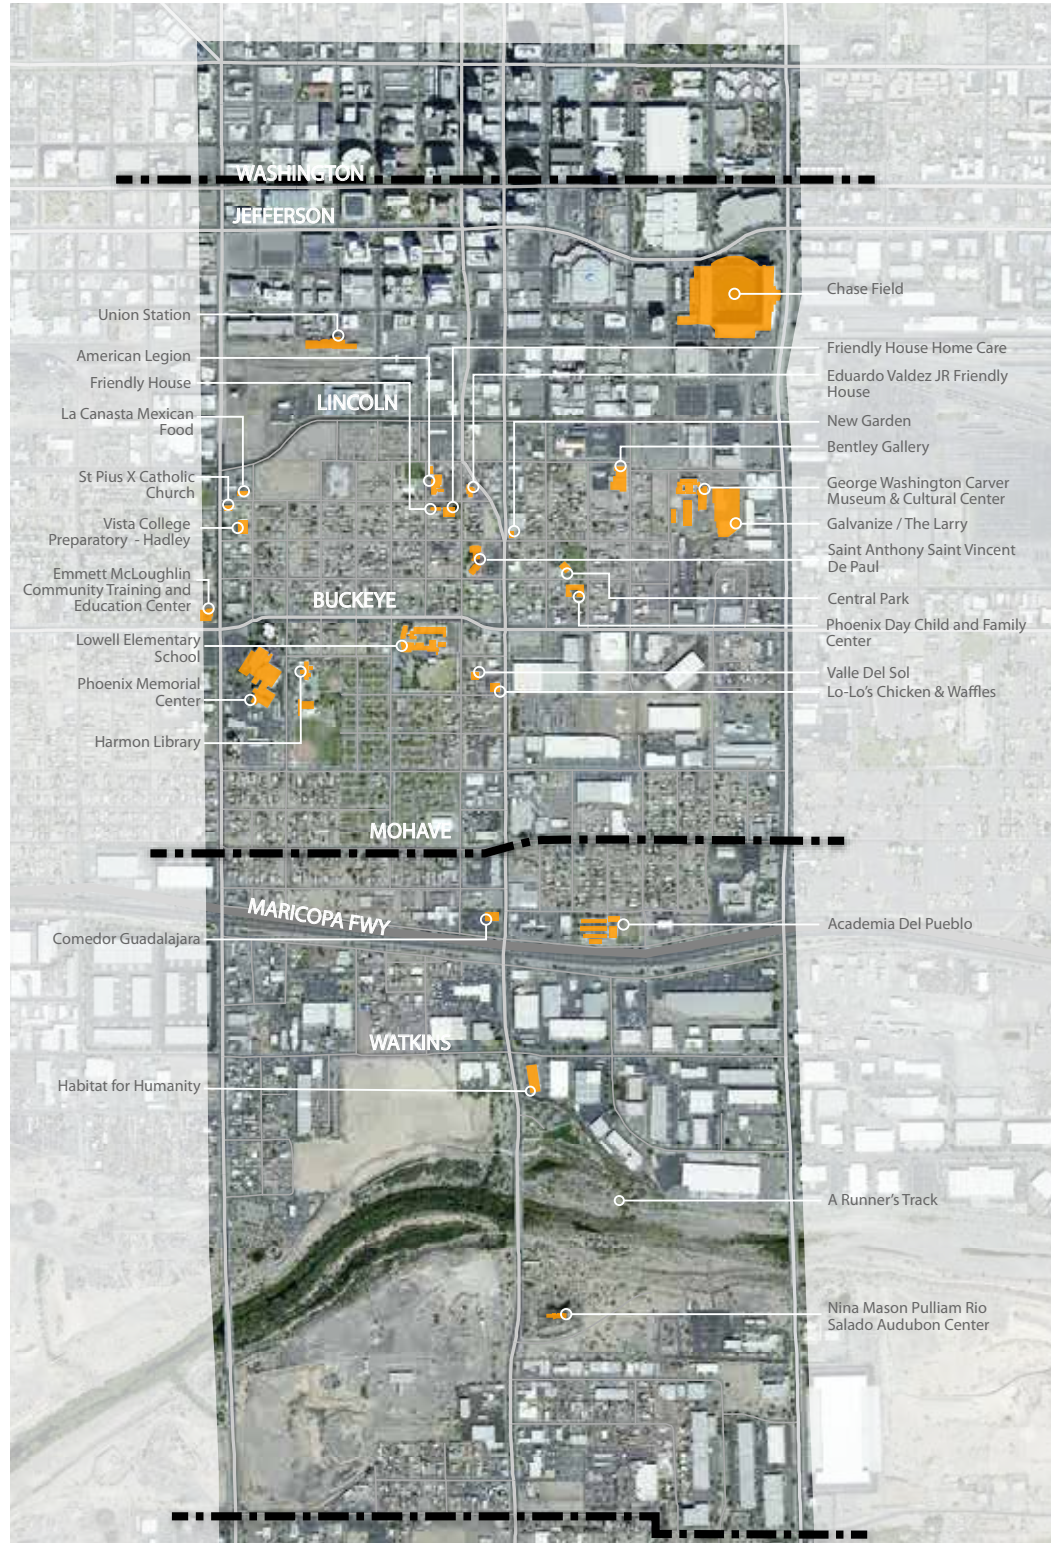 WASHINGTON
JEFFERSON
Chase Field
Union Station
American Legion
Friendly House
LINCOLN
La Canasta Mexican
Food
St Pius X Catholic
Church
Vista College
Preparatory - Hadley
Emmett McLoughlin
Community Training and
Education Center
BUCKEYE
Lowell Elementary
School
Phoenix Memorial
Center
Harmon Library
Friendly House Home Care
Eduardo Valdez JR Friendly
House
New Garden
Bentley Gallery
George Washington Carver
Museum & Cultural Center
Galvanize / The Larry
Saint Anthony Saint Vincent
De Paul
Central Park
Phoenix Day Child and Family
Center
Valle Del Sol
Lo-Lo's Chicken & Waffles
MOHAVE
MARICOPA FWY
Comedor Guadalajara
Academia Del Pueblo
WATKINS
Habitat for Humanity
A Runner's Track
Nina Mason Pulliam Rio
Salado Audubon Center